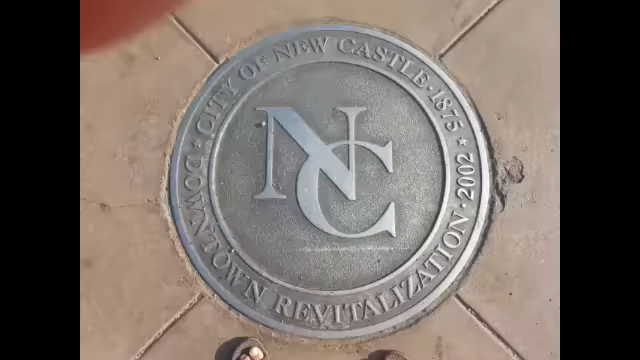 CITY OF NEW CASTLE · 1875
DOWNTOWN REVITALIZATION · 2002
NC